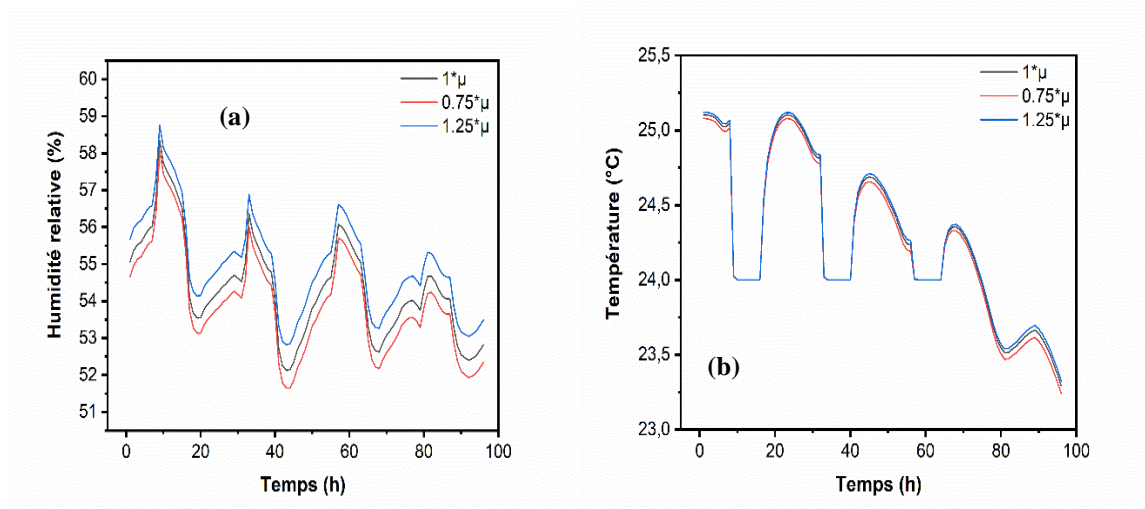 1*µ
0.75*µ
1.25*µ
(a)
Humidité relative (%)
60
59
58
57
56
55
54
53
52
51
0
20
40
60
80
100
Temps (h)
1*µ
0.75*µ
1.25*µ
(b)
Température (°C)
25,5
25,0
24,5
24,0
23,5
23,0
0
20
40
60
80
100
Temps (h)